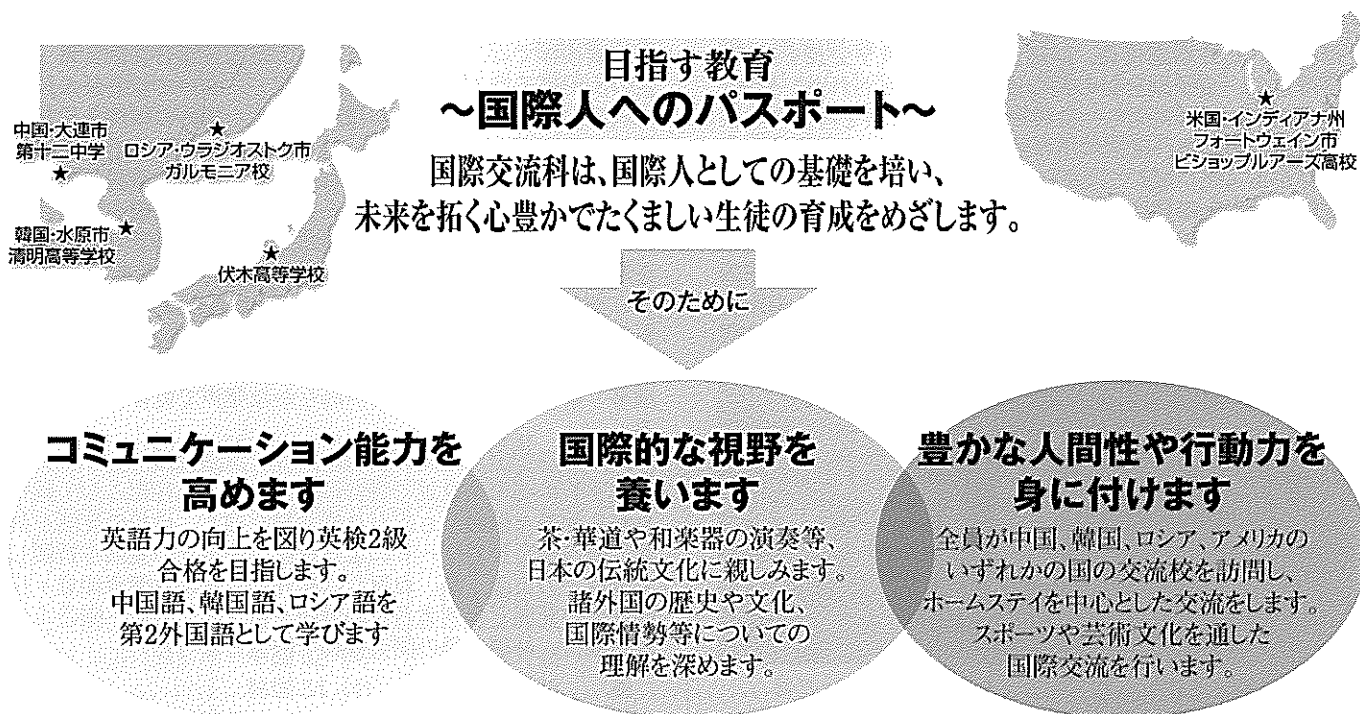 目指す教育
～国際人へのパスポート～
国際交流科は、国際人としての基礎を培い、
未来を拓く心豊かでたくましい生徒の育成をめざします。
中国・大連市
第十二中学
ロシア・ウラジオストク市
ガルモニア校
韓国・水原市
清明高等学校
伏木高等学校
米国・インディアナ州
フォートウェイン市
ビショップルアーズ高校
そのために
コミュニケーション能力を
高めます
英語力の向上を図り英検2級
合格を目指します。
中国語、韓国語、ロシア語を
第2外国語として学びます
国際的な視野を
養います
茶・華道や和楽器の演奏等、
日本の伝統文化に親しみます。
諸外国の歴史や文化、
国際情勢等についての
理解を深めます。
豊かな人間性や行動力を
身に付けます
全員が中国、韓国、ロシア、アメリカの
いずれかの国の交流校を訪問し、
ホームステイを中心とした交流をします。
スポーツや芸術文化を通した
国際交流を行います。